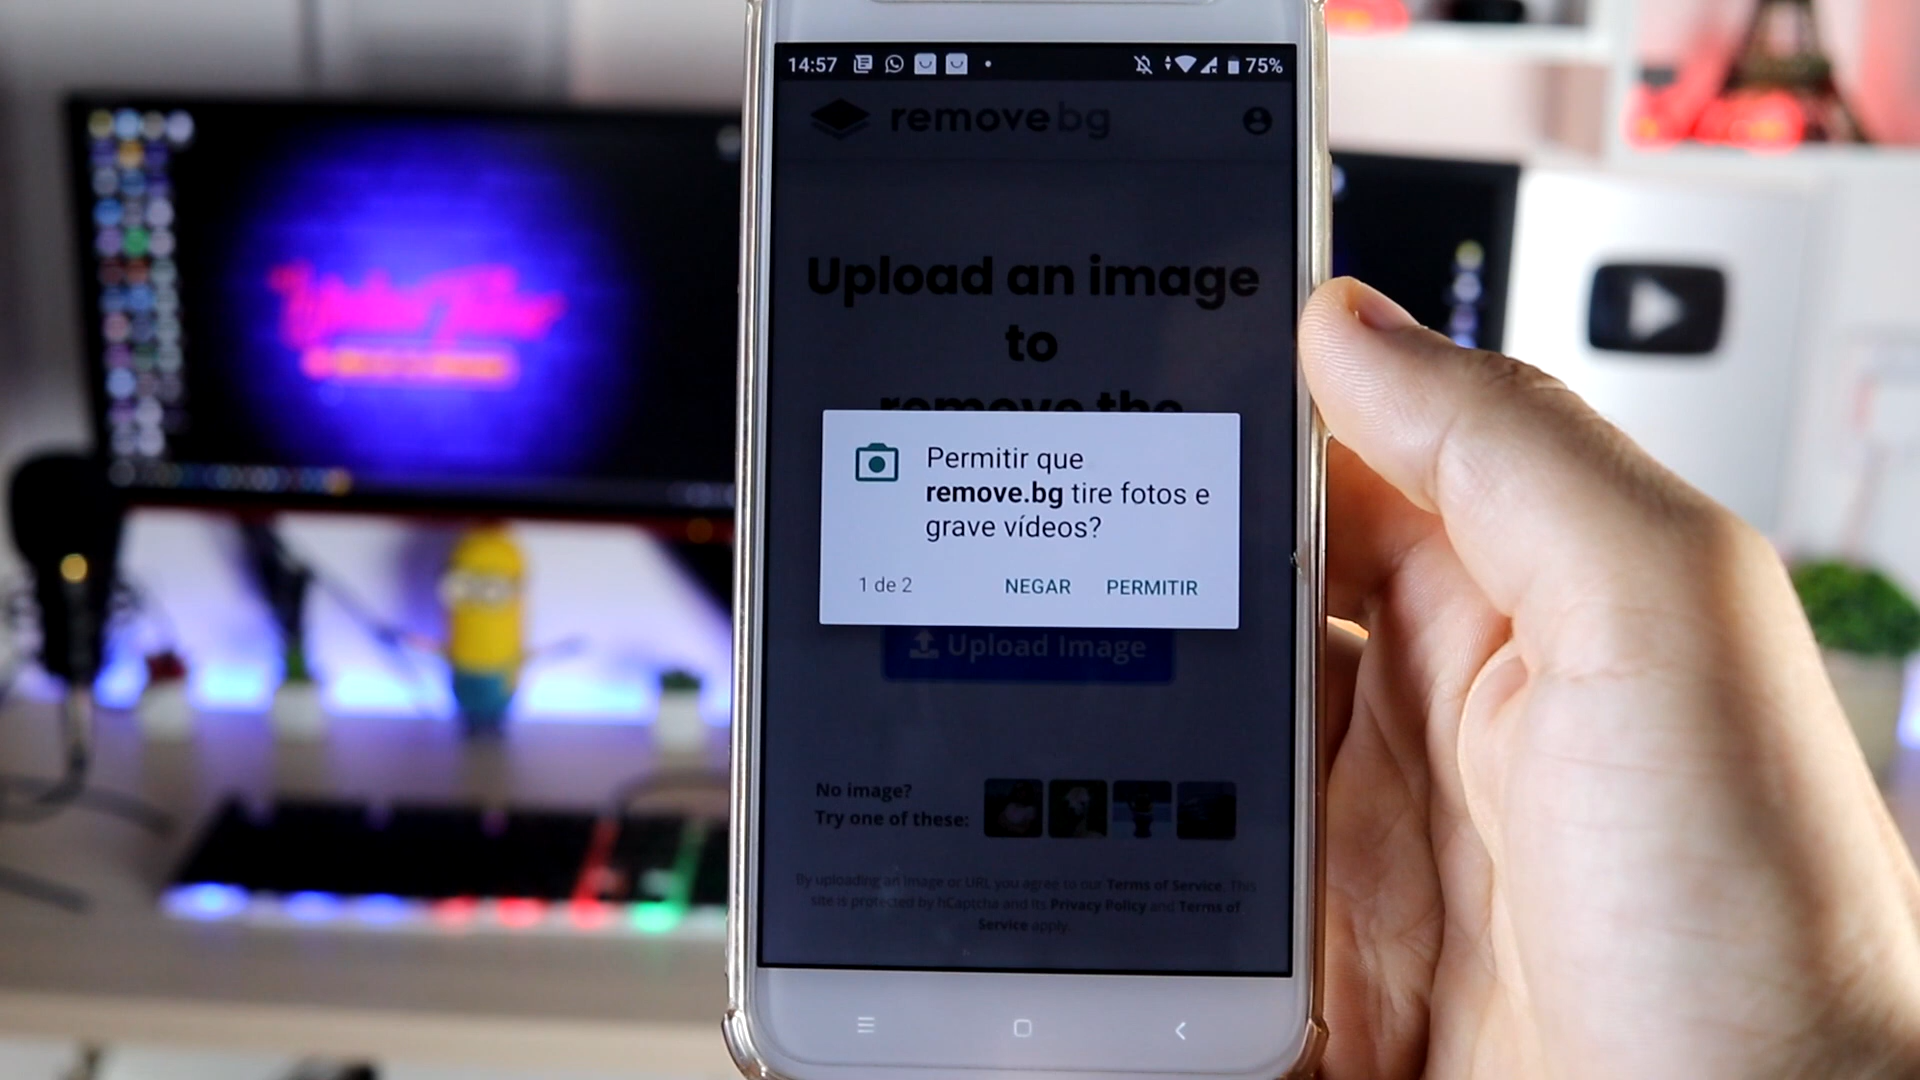 14:57
75%
remove bg
Upload an image
to
remove the
Permitir que
remove.bg tire fotos e
grave vídeos?
1 de 2 NEGAR PERMITIR
Upload Image
No image?
Try one of these:
By uploading an image or URL you agree to our Terms of Service. This
site is protected by hCaptcha and its Privacy Policy and Terms of
Service apply.